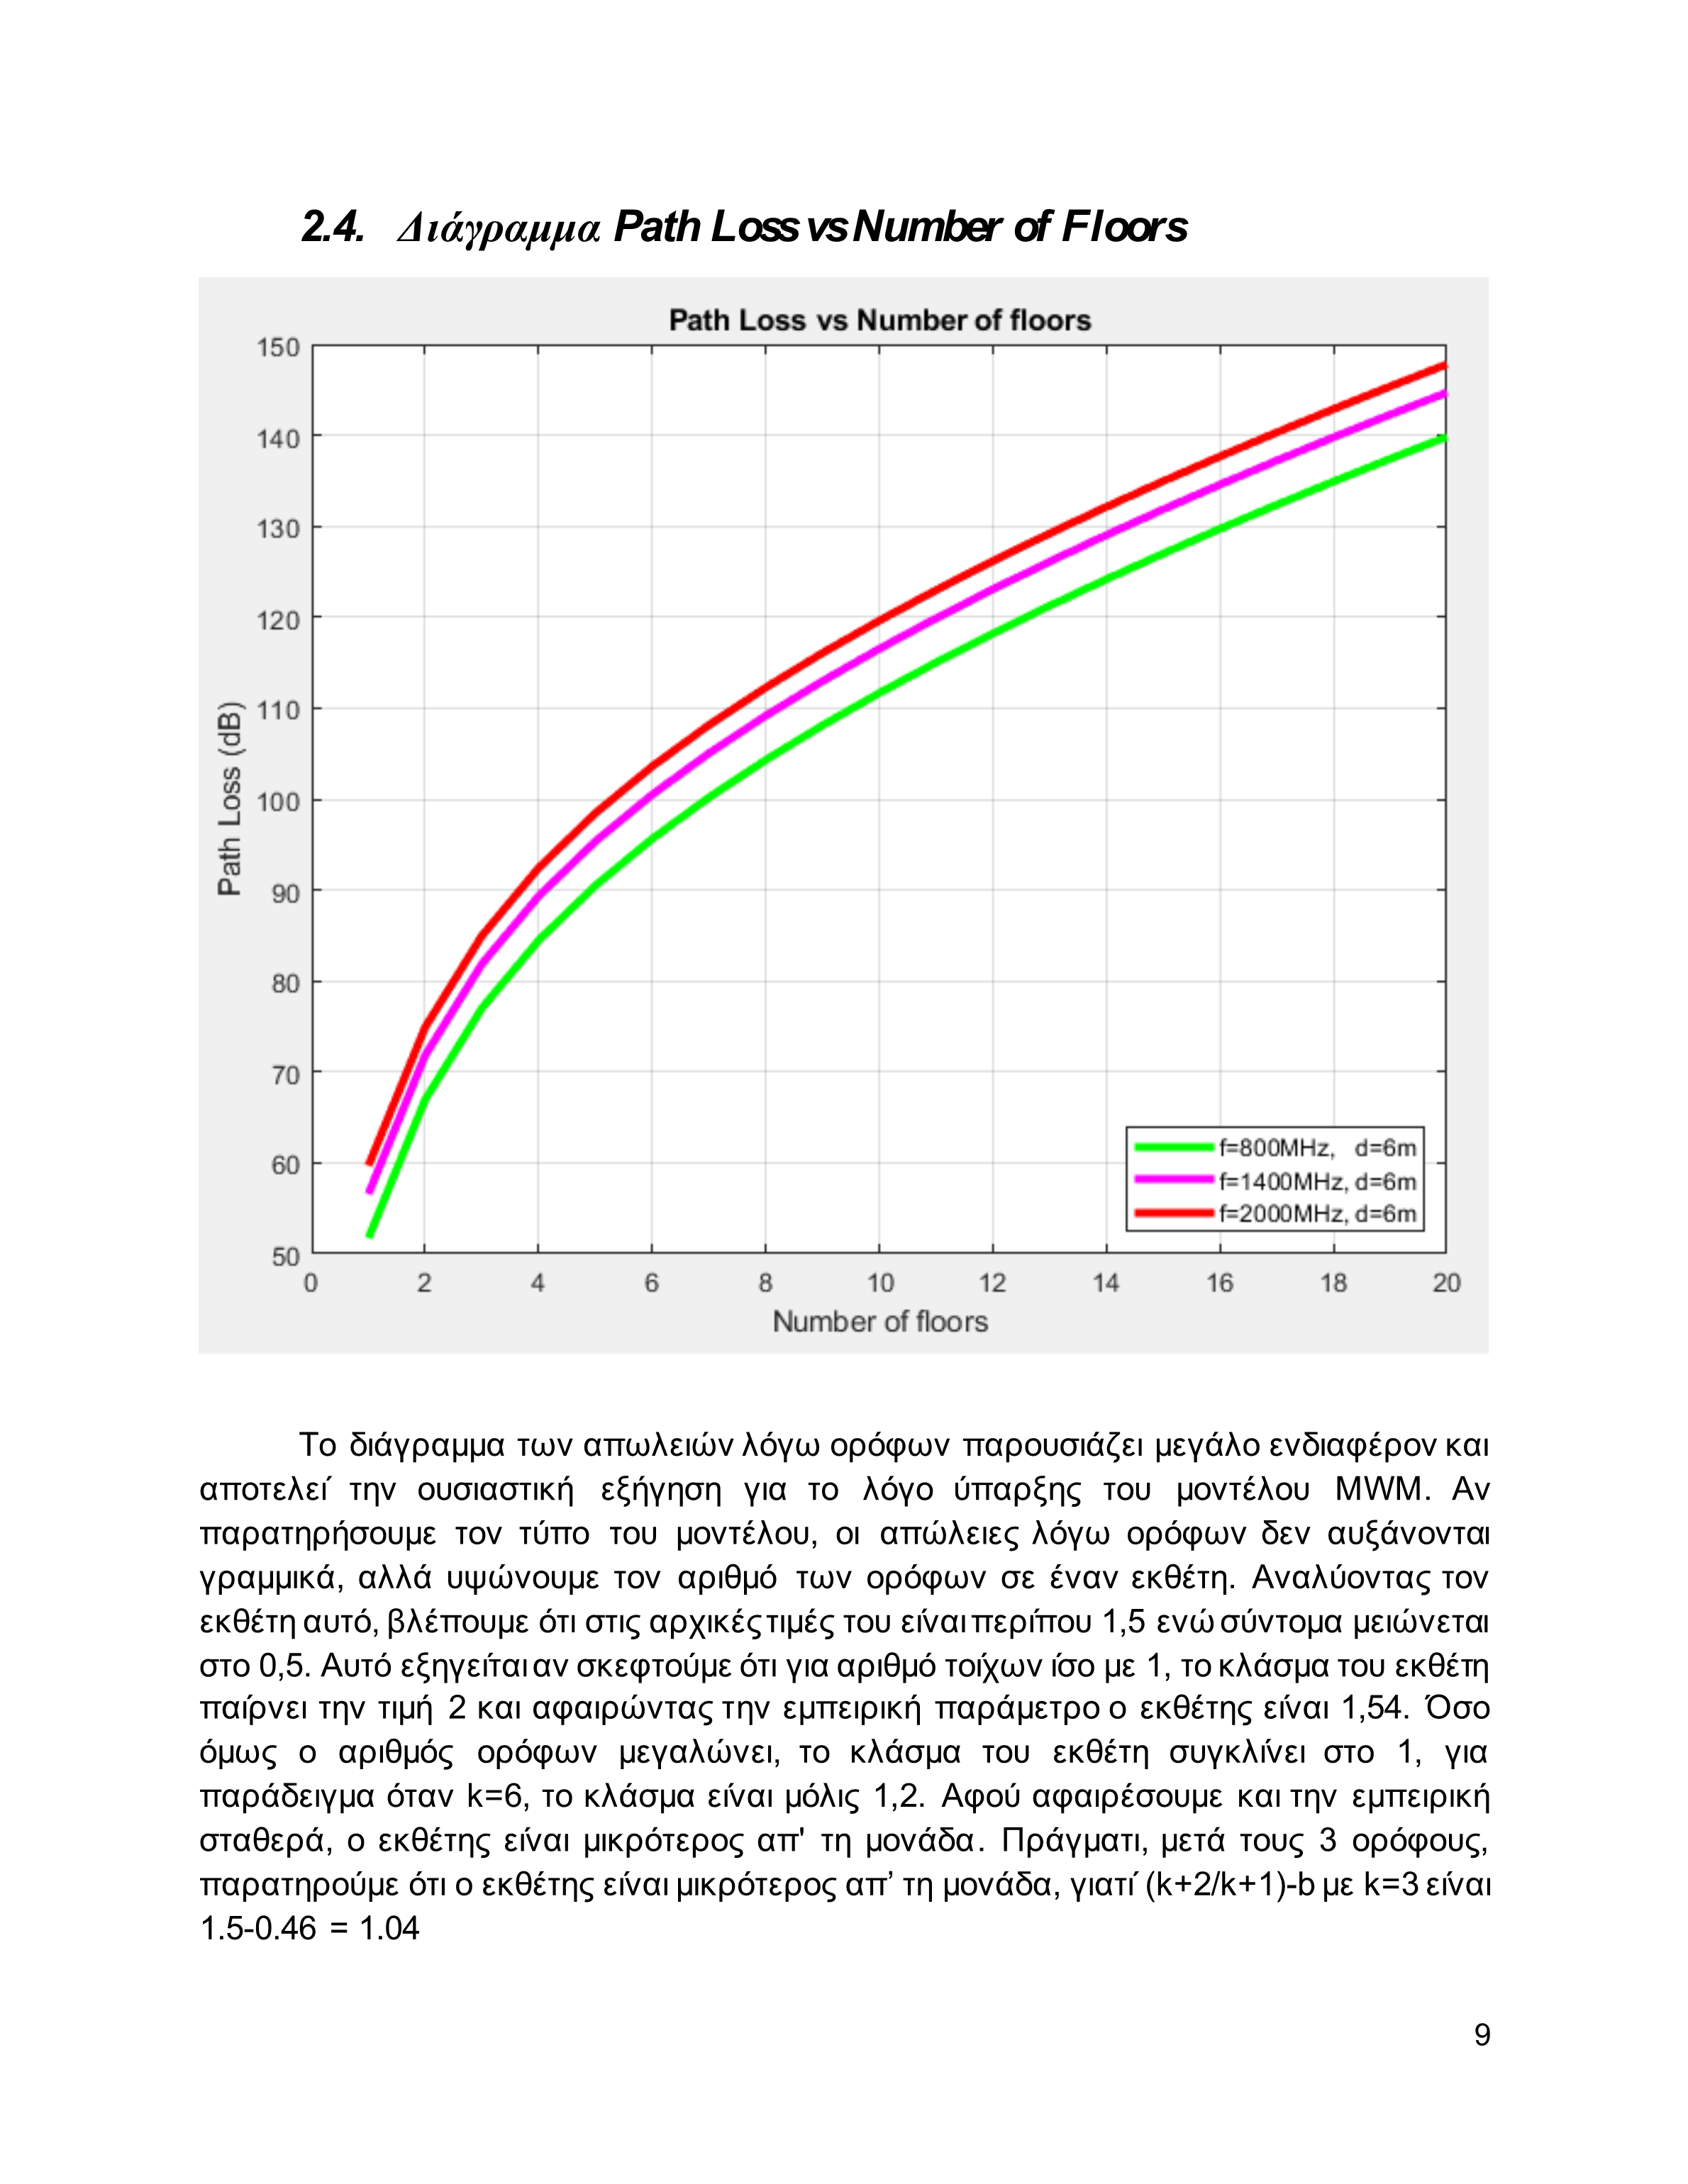 2.4. Διάγραμμα Path Loss vs Number of Floors
Path Loss vs Number of floors
150
140
130
120
110
100
90
80
70
60
50
Path Loss (dB)
f=800MHz, d=6m
f=1400MHz, d=6m
f=2000MHz, d=6m
0 2 4 6 8 10 12 14 16 18 20
Number of floors
Το διάγραμμα των απωλειών λόγω ορόφων παρουσιάζει μεγάλο ενδιαφέρον και
αποτελεί την ουσιαστική εξήγηση για το λόγο ύπαρξης του μοντέλου MWM. Αν
παρατηρήσουμε τον τύπο του μοντέλου, οι απώλειες λόγω ορόφων δεν αυξάνονται
γραμμικά, αλλά υψώνουμε τον αριθμό των ορόφων σε έναν εκθέτη. Αναλύοντας τον
εκθέτη αυτό, βλέπουμε ότι στις αρχικές τιμές του είναι περίπου 1,5 ενώ σύντομα μειώνεται
στο 0,5. Αυτό εξηγείται αν σκεφτούμε ότι για αριθμό τοίχων ίσο με 1, το κλάσμα του εκθέτη
παίρνει την τιμή 2 και αφαιρώντας την εμπειρική παράμετρο ο εκθέτης είναι 1,54. Όσο
όμως ο αριθμός ορόφων μεγαλώνει, το κλάσμα του εκθέτη συγκλίνει στο 1, για
παράδειγμα όταν k=6, το κλάσμα είναι μόλις 1,2. Αφού αφαιρέσουμε και την εμπειρική
σταθερά, ο εκθέτης είναι μικρότερος απ' τη μονάδα. Πράγματι, μετά τους 3 ορόφους,
παρατηρούμε ότι ο εκθέτης είναι μικρότερος απ’ τη μονάδα, γιατί (k+2/k+1)-b με k=3 είναι
1.5-0.46 = 1.04
9